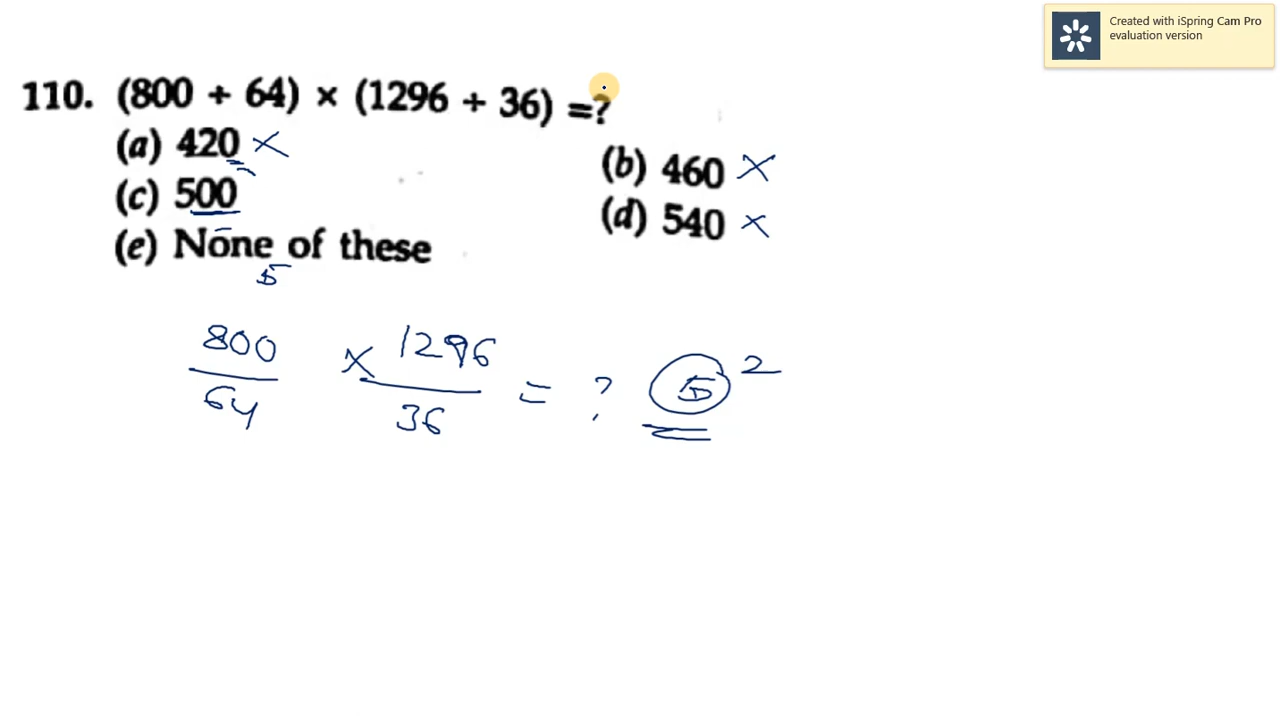 Created with iSpring Cam Pro
evaluation version
110. (800 + 64) × (1296 + 36) =?
(a) 420 ×
(b) 460 ×
(c) 500
(d) 540 ×
(e) None of these
5
800 × 1296 = ? 5 2
64 36